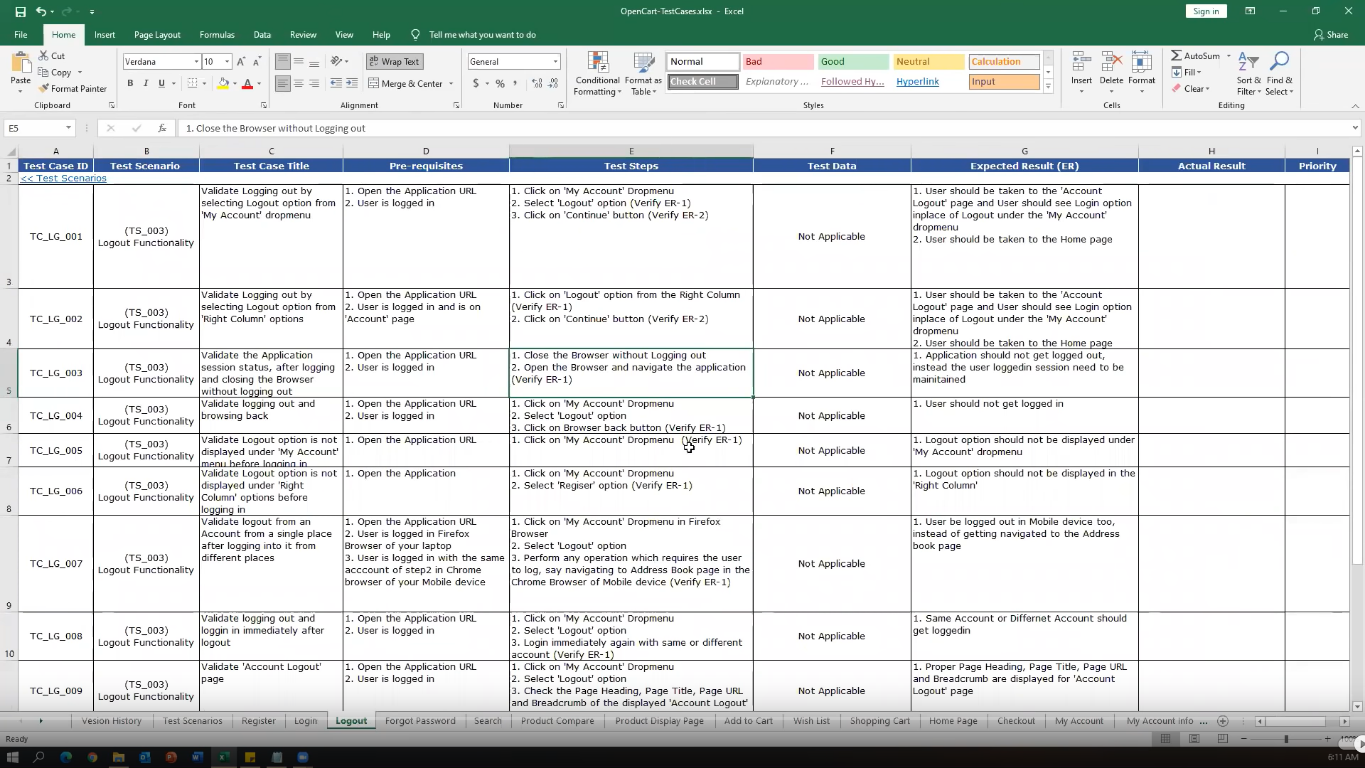 OpenCart-TestCases.xlsx - Excel
Sign in
File Home Insert Page Layout Formulas Data Review View Help Tell me what you want to do Share
Paste
Cut
Copy
Format Painter
Clipboard
Verdana 10
B I U
Font
Wrap Text
Merge & Center
Alignment
General
$ % ,
Number
Conditional Formatting
Format as Table
Normal Bad Good Neutral Calculation
Check Cell Explanatory ... Followed Hy... Hyperlink Input
Styles
Insert Delete Format
Cells
AutoSum
Fill
Clear
Sort & Filter
Find & Select
Editing
E5 fx 1. Close the Browser without Logging out
A B C D E F G H I
1 Test Case ID Test Scenario Test Case Title Pre-requisites Test Steps Test Data Expected Result (ER) Actual Result Priority
2 << Test Scenarios
3
TC_LG_001
(TS_003)
Logout Functionality
Validate Logging out by
selecting Logout option from
'My Account' dropmenu
1. Open the Application URL
2. User is logged in
1. Click on 'My Account' Dropmenu
2. Select 'Logout' option (Verify ER-1)
3. Click on 'Continue' button (Verify ER-2)
Not Applicable
1. User should be taken to the 'Account
Logout' page and User should see Login option
inplace of Logout under the 'My Account'
dropmenu
2. User should be taken to the Home page
4
TC_LG_002
(TS_003)
Logout Functionality
Validate Logging out by
selecting Logout option from
'Right Column' options
1. Open the Application URL
2. User is logged in and is on
'Account' page
1. Click on 'Logout' option from the Right Column
(Verify ER-1)
2. Click on 'Continue' button (Verify ER-2)
Not Applicable
1. User should be taken to the 'Account
Logout' page and User should see Login option
inplace of Logout under the 'My Account'
dropmenu
2. User should be taken to the Home page
5
TC_LG_003
(TS_003)
Logout Functionality
Validate the Application
session status, after logging
and closing the Browser
without logging out
1. Open the Application URL
2. User is logged in
1. Close the Browser without Logging out
2. Open the Browser and navigate the application
(Verify ER-1)
Not Applicable
1. Application should not get logged out,
instead the user loggedin session need to be
mainitained
6
TC_LG_004
(TS_003)
Logout Functionality
Validate logging out and
browsing back
1. Open the Application URL
2. User is logged in
1. Click on 'My Account' Dropmenu
2. Select 'Logout' option
3. Click on Browser back button (Verify ER-1)
Not Applicable
1. User should not get logged in
7
TC_LG_005
(TS_003)
Logout Functionality
Validate Logout option is not
displayed under 'My Account'
menu before logging in
1. Open the Application URL
1. Click on 'My Account' Dropmenu (Verify ER-1)
Not Applicable
1. Logout option should not be displayed under
'My Account' dropmenu
8
TC_LG_006
(TS_003)
Logout Functionality
Validate Logout option is not
displayed under 'Right
Column' options before
logging in
1. Open the Application
1. Click on 'My Account' Dropmenu
2. Select 'Regiser' option (Verify ER-1)
Not Applicable
1. Logout option should not be displayed in the
'Right Column'
9
TC_LG_007
(TS_003)
Logout Functionality
Validate logout from an
Account from a single place
after logging into it from
different places
1. Open the Application URL
2. User is logged in Firefox
Browser of your laptop
3. User is logged in with the same
acccount of step2 in Chrome
browser of your Mobile device
1. Click on 'My Account' Dropmenu in Firefox
Browser
2. Select 'Logout' option
3. Perform any operation which requires the user
to log, say navigating to Address Book page in the
Chrome Browser of Mobile device (Verify ER-1)
Not Applicable
1. User be logged out in Mobile device too,
instead of getting navigated to the Address
book page
10
TC_LG_008
(TS_003)
Logout Functionality
Validate logging out and
loggin in immediately after
logout
1. Open the Application URL
2. User is logged in
1. Click on 'My Account' Dropmenu
2. Select 'Logout' option
3. Login immediately again with same or different
account (Verify ER-1)
Not Applicable
1. Same Account or Differnet Account should
get loggedin
TC_LG_009
(TS_003)
Logout Functionality
Validate 'Account Logout'
page
1. Open the Application URL
2. User is logged in
1. Click on 'My Account' Dropmenu
2. Select 'Logout' option
3. Check the Page Heading, Page Title, Page URL
and Breadcrumb of the displayed 'Account Logout'
Not Applicable
1. Proper Page Heading, Page Title, Page URL
and Breadcrumb are displayed for 'Account
Logout' page
Vesion History Test Scenarios Register Login Logout Forgot Password Search Product Compare Product Display Page Add to Cart Wish List Shopping Cart Home Page Checkout My Account My Account Info ...
Ready
6:11 AM